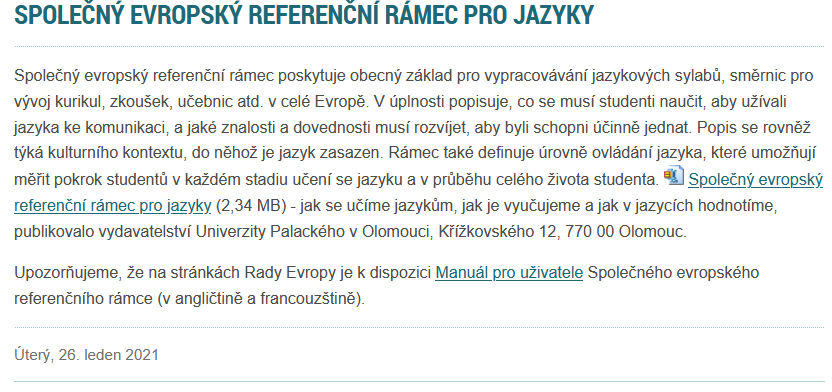 SPOLEČNÝ EVROPSKÝ REFERENČNÍ RÁMEC PRO JAZYKY
Společný evropský referenční rámec poskytuje obecný základ pro vypracovávání jazykových sylabů, směrnic pro
vývoj kurikul, zkoušek, učebnic atd. v celé Evropě. V úplnosti popisuje, co se musí studenti naučit, aby užívali
jazyka ke komunikaci, a jaké znalosti a dovednosti musí rozvíjet, aby byli schopni účinně jednat. Popis se rovněž
týká kulturního kontextu, do něhož je jazyk zasazen. Rámec také definuje úrovně ovládání jazyka, které umožňují
měřit pokrok studentů v každém stadiu učení se jazyku a v průběhu celého života studenta. Společný evropský
referenční rámec pro jazyky (2,34 MB) - jak se učíme jazykům, jak je vyučujeme a jak v jazycích hodnotíme,
publikovalo vydavatelství Univerzity Palackého v Olomouci, Křížkovského 12, 770 00 Olomouc.
Upozorňujeme, že na stránkách Rady Evropy je k dispozici Manuál pro uživatele Společného evropského
referenčního rámce (v angličtině a francouzštině).
Úterý, 26. leden 2021